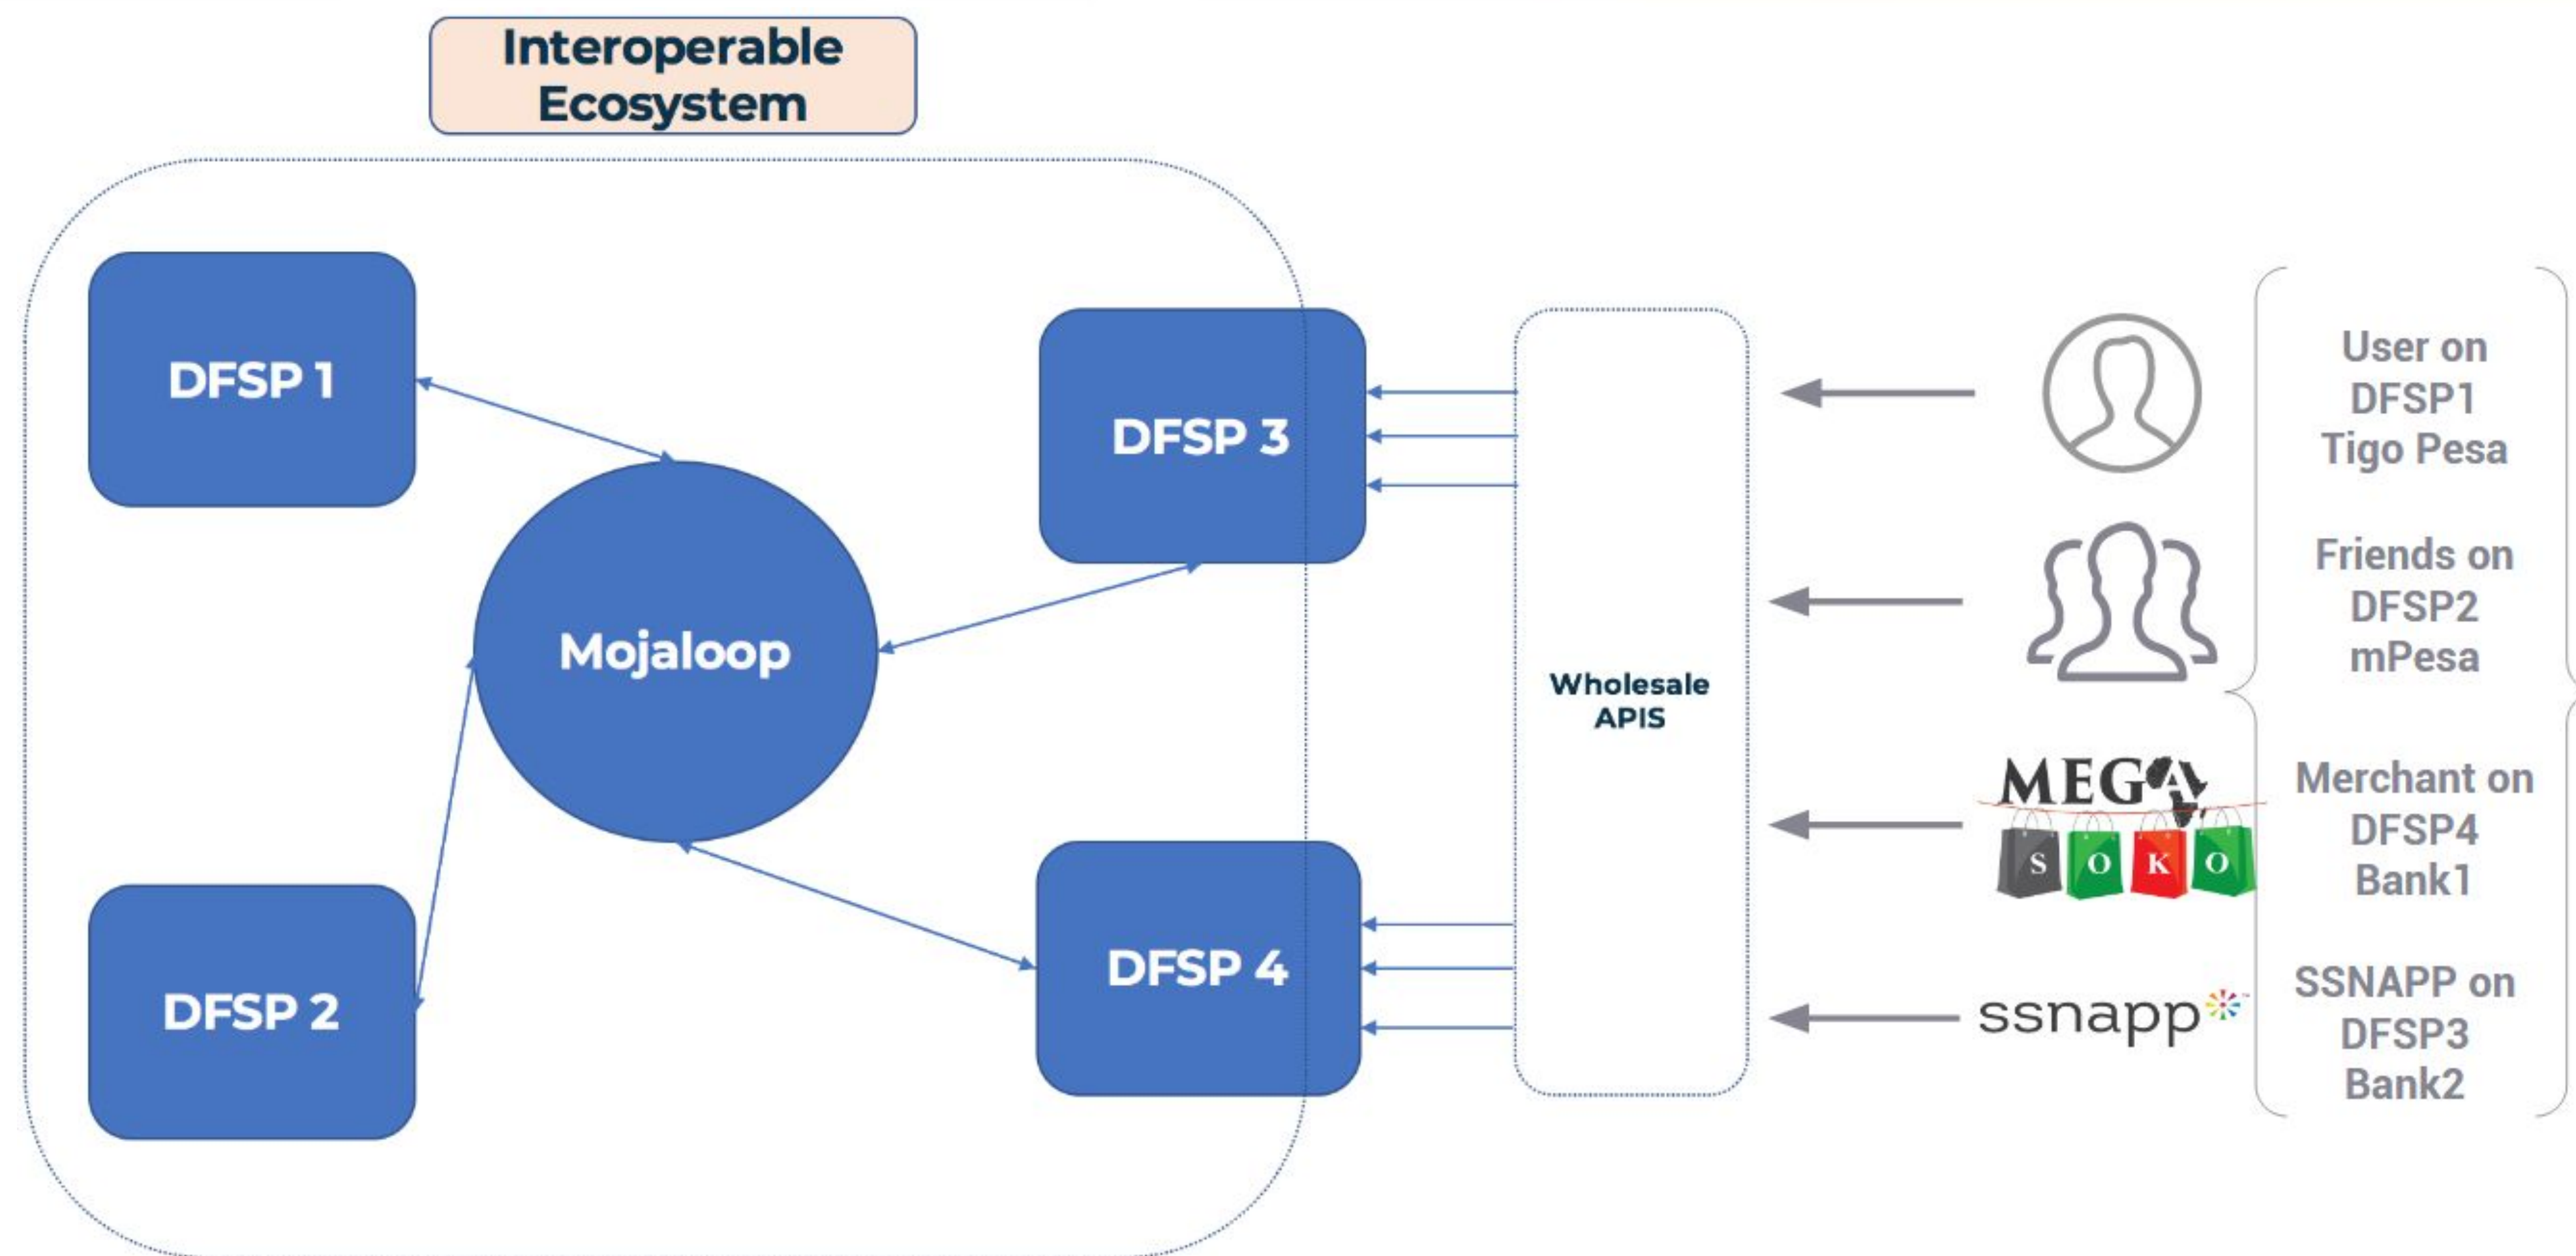 Interoperable
Ecosystem
DFSP 1
DFSP 2
Mojaloop
DFSP 3
DFSP 4
Wholesale
APIS
MEGA
SOKO
ssnapp
User on
DFSP1
Tigo Pesa
Friends on
DFSP2
mPesa
Merchant on
DFSP4
Bank1
SSNAPP on
DFSP3
Bank2